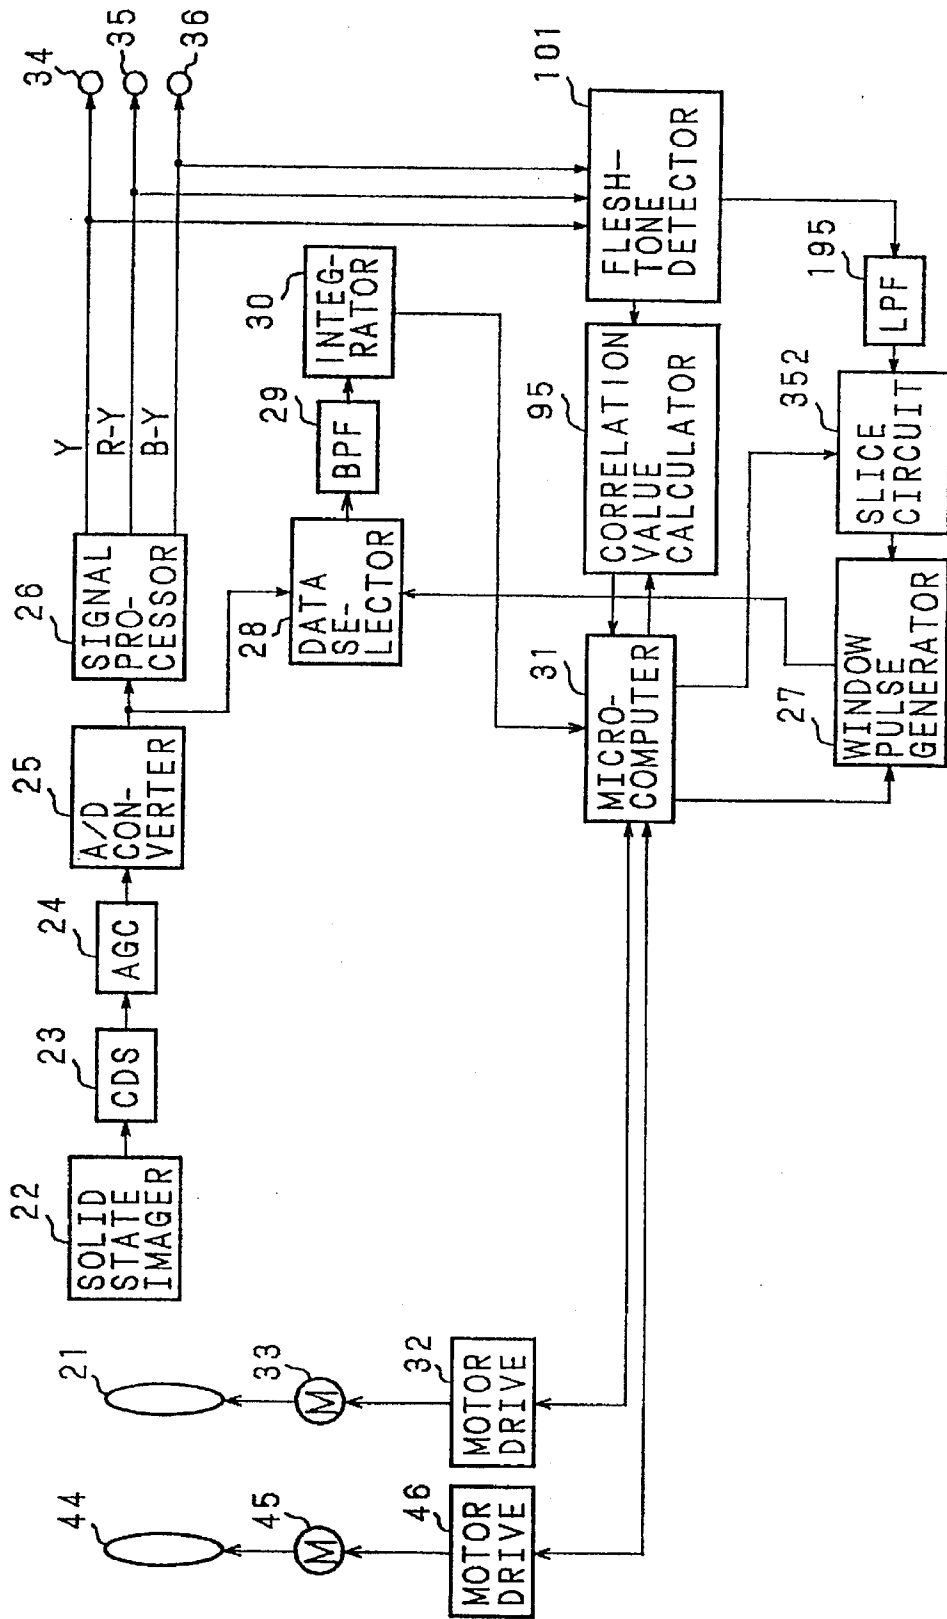 44
21
22
SOLID
STATE
IMAGER
23
CDS
24
AGC
25
A/D
CON-
VERTER
26
SIGNAL
PRO-
CESSOR
Y
R-Y
B-Y
34
35
36
45
M
33
M
28
DATA
SE-
LECTOR
29
BPF
30
INTEG-
RATOR
46
MOTOR
DRIVE
32
MOTOR
DRIVE
31
MICRO-
COMPUTER
95
CORRELATION
VALUE
CALCULATOR
101
FLESH-
TONE
DETECTOR
27
WINDOW
PULSE
GENERATOR
352
SLICE
CIRCUIT
195
LPF